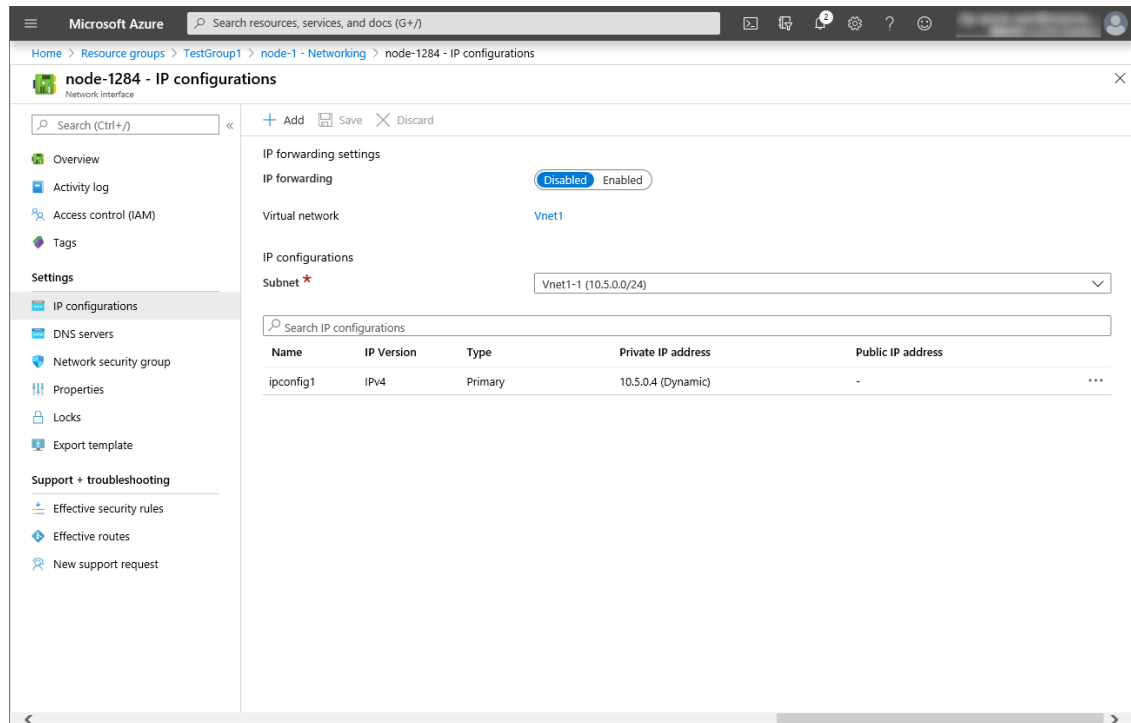 Microsoft Azure
Search resources, services, and docs (G+/)
2
Home > Resource groups > TestGroup1 > node-1 - Networking > node-1284 - IP configurations
node-1284 - IP configurations
Network interface
Search (Ctrl+/)
Overview
Activity log
Access control (IAM)
Tags
Settings
IP configurations
DNS servers
Network security group
Properties
Locks
Export template
Support + troubleshooting
Effective security rules
Effective routes
New support request
Add Save Discard
IP forwarding settings
IP forwarding Disabled Enabled
Virtual network Vnet1
IP configurations
Subnet * Vnet1-1 (10.5.0.0/24)
Search IP configurations
Name IP Version Type Private IP address Public IP address
ipconfig1 IPv4 Primary 10.5.0.4 (Dynamic) - ...